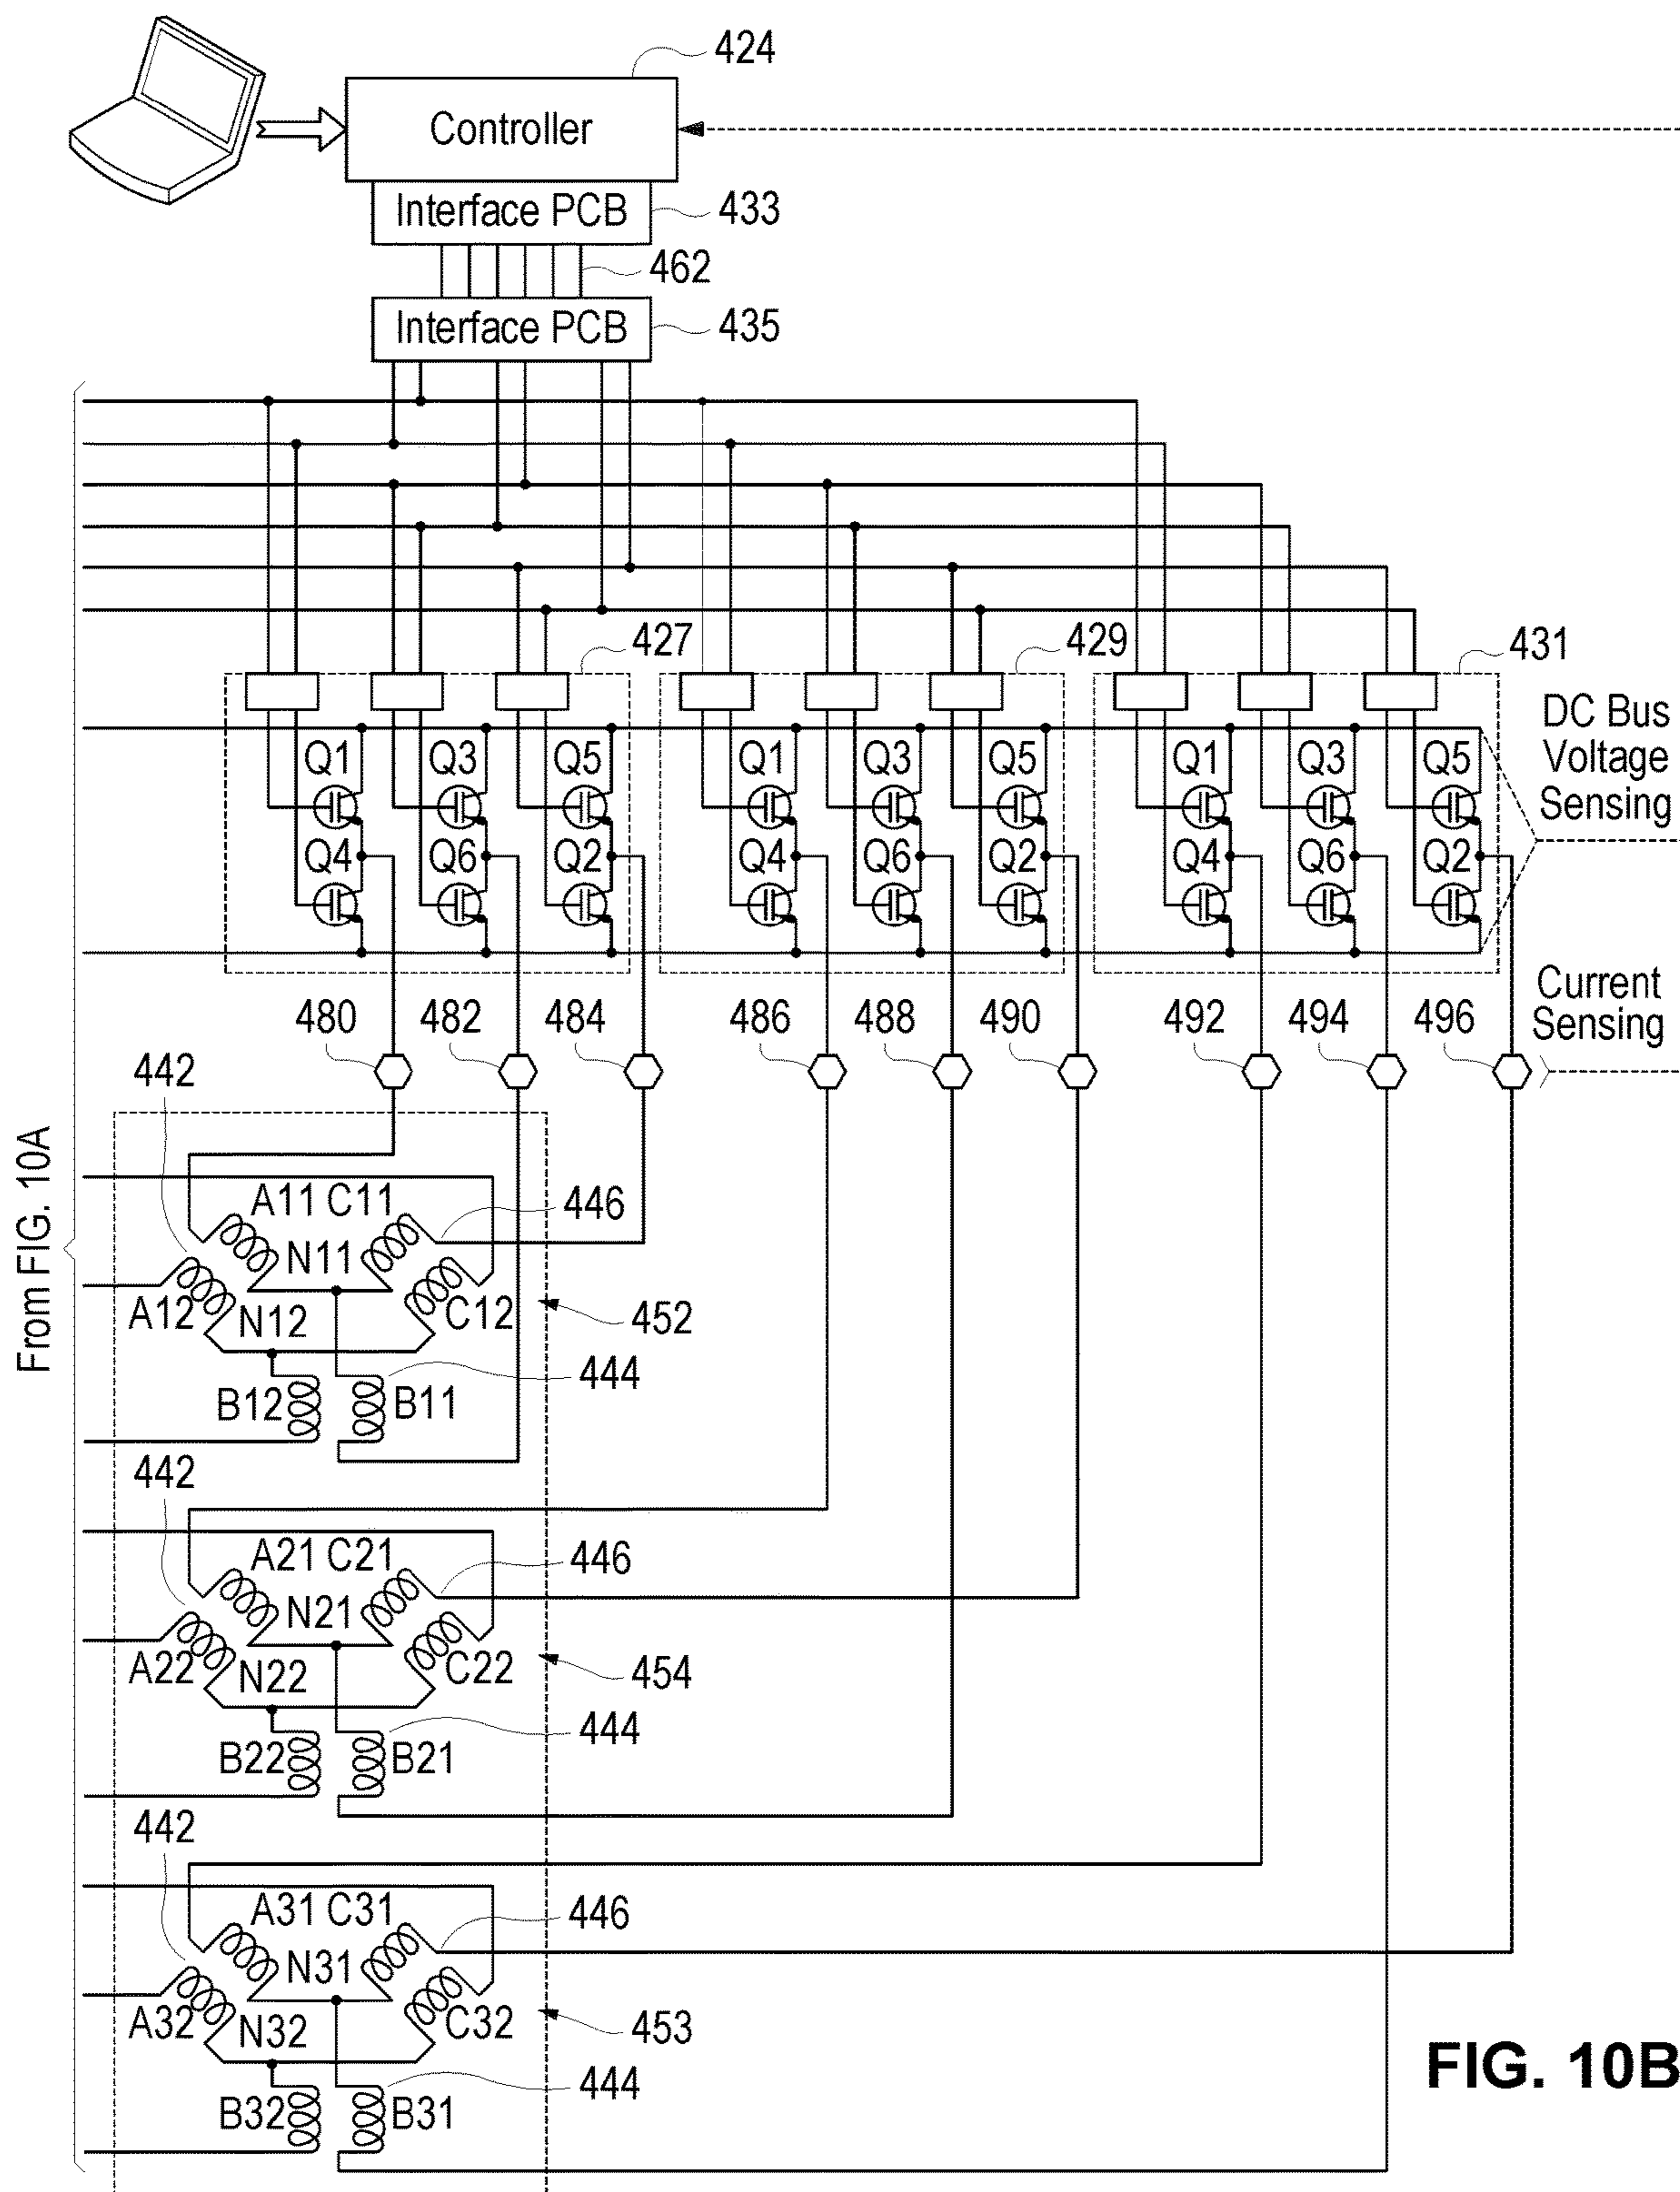 424
Controller
Interface PCB
433
462
Interface PCB
435
427
429
431
DC Bus
Voltage
Sensing
Q1 Q3 Q5 Q1 Q3 Q5 Q1 Q3 Q5
Q4 Q6 Q2 Q4 Q6 Q2 Q4 Q6 Q2
Current
Sensing
480 482 484 486 488 490 492 494 496
442
From FIG. 10A
A11 C11
446
N11
A12
N12
C12
452
B12
B11
444
442
A21 C21
446
N21
A22
N22
C22
454
B22
B21
444
442
A31 C31
446
N31
A32
N32
C32
453
B32
B31
444
FIG. 10B